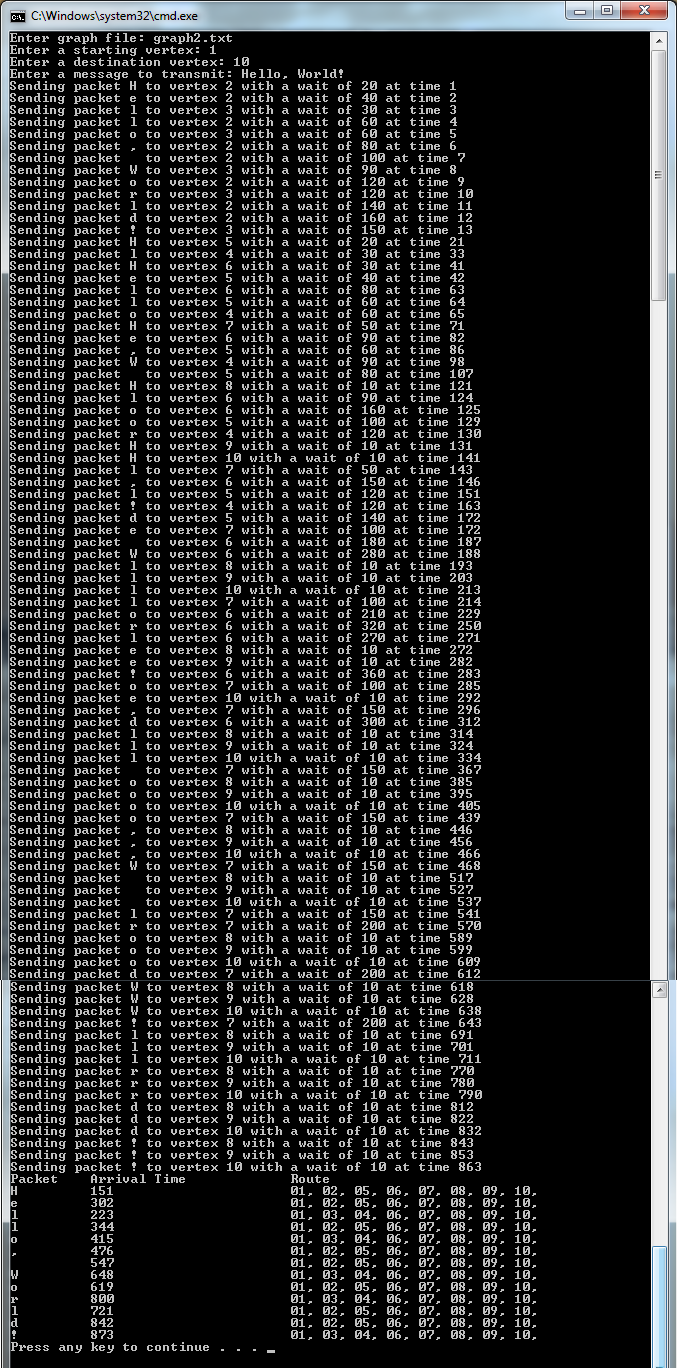 C:\Windows\system32\cmd.exe
Enter graph file: graph2.txt
Enter a starting vertex: 1
Enter a destination vertex: 10
Enter a message to transmit: Hello, World!
Sending packet H to vertex 2 with a wait of 20 at time 1
Sending packet e to vertex 2 with a wait of 40 at time 2
Sending packet l to vertex 3 with a wait of 30 at time 3
Sending packet l to vertex 2 with a wait of 60 at time 4
Sending packet o to vertex 3 with a wait of 60 at time 5
Sending packet , to vertex 2 with a wait of 80 at time 6
Sending packet   to vertex 2 with a wait of 100 at time 7
Sending packet W to vertex 3 with a wait of 90 at time 8
Sending packet o to vertex 2 with a wait of 120 at time 9
Sending packet r to vertex 3 with a wait of 120 at time 10
Sending packet l to vertex 2 with a wait of 140 at time 11
Sending packet d to vertex 2 with a wait of 160 at time 12
Sending packet ! to vertex 3 with a wait of 150 at time 13
Sending packet H to vertex 5 with a wait of 20 at time 21
Sending packet l to vertex 4 with a wait of 30 at time 33
Sending packet H to vertex 6 with a wait of 30 at time 41
Sending packet e to vertex 5 with a wait of 40 at time 42
Sending packet l to vertex 6 with a wait of 80 at time 63
Sending packet l to vertex 5 with a wait of 60 at time 64
Sending packet o to vertex 4 with a wait of 60 at time 65
Sending packet H to vertex 7 with a wait of 50 at time 71
Sending packet e to vertex 6 with a wait of 90 at time 82
Sending packet , to vertex 5 with a wait of 60 at time 86
Sending packet W to vertex 4 with a wait of 90 at time 98
Sending packet   to vertex 5 with a wait of 80 at time 107
Sending packet H to vertex 8 with a wait of 10 at time 121
Sending packet l to vertex 6 with a wait of 90 at time 124
Sending packet o to vertex 6 with a wait of 160 at time 125
Sending packet o to vertex 5 with a wait of 100 at time 129
Sending packet r to vertex 4 with a wait of 120 at time 130
Sending packet H to vertex 9 with a wait of 10 at time 131
Sending packet H to vertex 10 with a wait of 10 at time 141
Sending packet l to vertex 7 with a wait of 50 at time 143
Sending packet , to vertex 6 with a wait of 150 at time 146
Sending packet l to vertex 5 with a wait of 120 at time 151
Sending packet ! to vertex 4 with a wait of 120 at time 163
Sending packet d to vertex 5 with a wait of 140 at time 172
Sending packet e to vertex 7 with a wait of 100 at time 172
Sending packet   to vertex 6 with a wait of 180 at time 187
Sending packet W to vertex 6 with a wait of 280 at time 188
Sending packet l to vertex 8 with a wait of 10 at time 193
Sending packet l to vertex 9 with a wait of 10 at time 203
Sending packet l to vertex 10 with a wait of 10 at time 213
Sending packet l to vertex 7 with a wait of 100 at time 214
Sending packet o to vertex 6 with a wait of 210 at time 229
Sending packet r to vertex 6 with a wait of 320 at time 250
Sending packet l to vertex 6 with a wait of 270 at time 271
Sending packet e to vertex 8 with a wait of 10 at time 272
Sending packet e to vertex 9 with a wait of 10 at time 282
Sending packet ! to vertex 6 with a wait of 360 at time 283
Sending packet o to vertex 7 with a wait of 100 at time 285
Sending packet e to vertex 10 with a wait of 10 at time 292
Sending packet , to vertex 7 with a wait of 150 at time 296
Sending packet d to vertex 6 with a wait of 300 at time 312
Sending packet l to vertex 8 with a wait of 10 at time 314
Sending packet l to vertex 9 with a wait of 10 at time 324
Sending packet l to vertex 10 with a wait of 10 at time 334
Sending packet   to vertex 7 with a wait of 150 at time 367
Sending packet o to vertex 8 with a wait of 10 at time 385
Sending packet o to vertex 9 with a wait of 10 at time 395
Sending packet o to vertex 10 with a wait of 10 at time 405
Sending packet o to vertex 7 with a wait of 150 at time 439
Sending packet , to vertex 8 with a wait of 10 at time 446
Sending packet , to vertex 9 with a wait of 10 at time 456
Sending packet , to vertex 10 with a wait of 10 at time 466
Sending packet W to vertex 7 with a wait of 150 at time 468
Sending packet   to vertex 8 with a wait of 10 at time 517
Sending packet   to vertex 9 with a wait of 10 at time 527
Sending packet   to vertex 10 with a wait of 10 at time 537
Sending packet l to vertex 7 with a wait of 150 at time 541
Sending packet r to vertex 7 with a wait of 200 at time 570
Sending packet o to vertex 8 with a wait of 10 at time 589
Sending packet o to vertex 9 with a wait of 10 at time 599
Sending packet o to vertex 10 with a wait of 10 at time 609
Sending packet d to vertex 7 with a wait of 200 at time 612
Sending packet W to vertex 8 with a wait of 10 at time 618
Sending packet W to vertex 9 with a wait of 10 at time 628
Sending packet W to vertex 10 with a wait of 10 at time 638
Sending packet ! to vertex 7 with a wait of 200 at time 643
Sending packet l to vertex 8 with a wait of 10 at time 691
Sending packet l to vertex 9 with a wait of 10 at time 701
Sending packet l to vertex 10 with a wait of 10 at time 711
Sending packet r to vertex 8 with a wait of 10 at time 770
Sending packet r to vertex 9 with a wait of 10 at time 780
Sending packet r to vertex 10 with a wait of 10 at time 790
Sending packet d to vertex 8 with a wait of 10 at time 812
Sending packet d to vertex 9 with a wait of 10 at time 822
Sending packet d to vertex 10 with a wait of 10 at time 832
Sending packet ! to vertex 8 with a wait of 10 at time 843
Sending packet ! to vertex 9 with a wait of 10 at time 853
Sending packet ! to vertex 10 with a wait of 10 at time 863
Packet    Arrival Time    Route
H    151    01, 02, 05, 06, 07, 08, 09, 10,
e    302    01, 02, 05, 06, 07, 08, 09, 10,
l    223    01, 03, 04, 06, 07, 08, 09, 10,
l    344    01, 02, 05, 06, 07, 08, 09, 10,
o    415    01, 03, 04, 06, 07, 08, 09, 10,
,    476    01, 02, 05, 06, 07, 08, 09, 10,
     547    01, 02, 05, 06, 07, 08, 09, 10,
W    648    01, 03, 04, 06, 07, 08, 09, 10,
o    619    01, 02, 05, 06, 07, 08, 09, 10,
r    800    01, 03, 04, 06, 07, 08, 09, 10,
l    721    01, 02, 05, 06, 07, 08, 09, 10,
d    842    01, 02, 05, 06, 07, 08, 09, 10,
!    873    01, 03, 04, 06, 07, 08, 09, 10,
Press any key to continue . . . _